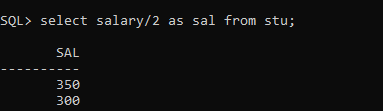 SQL> select salary/2 as sal from stu;
SAL
----------
350
300